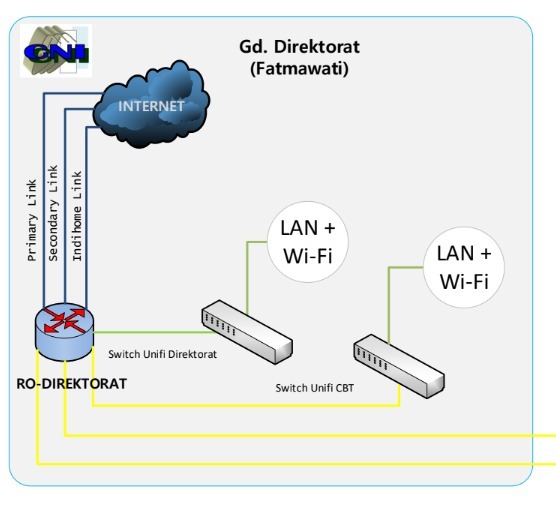 CNI
Gd. Direktorat
(Fatmawati)
INTERNET
Primary Link
Secondary Link
Indihome Link
LAN +
Wi-Fi
LAN +
Wi-Fi
Switch Unifi Direktorat
RO-DIREKTORAT
Switch Unifi CBT